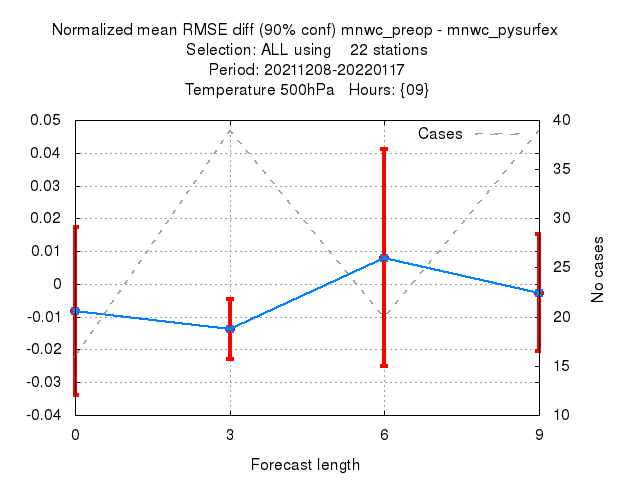 Normalized mean RMSE diff (90% conf) mnwc_preop - mnwc_pysurfex
Selection: ALL using    22 stations
Period: 20211208-20220117
Temperature 500hPa   Hours: {09}
Cases
0.05
0.04
0.03
0.02
0.01
0
-0.01
-0.02
-0.03
-0.04
40
35
30
25
20
15
10
No cases
0 3 6 9
Forecast length